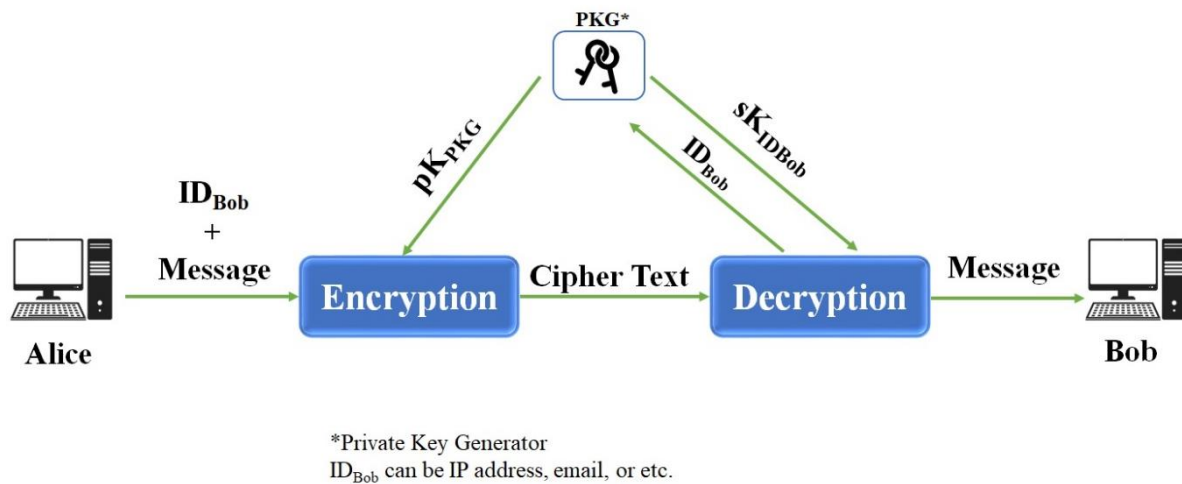 PKG*
pK_PKG
sK_IDBob
ID_Bob
ID_Bob
+
Message
Encryption
Cipher Text
Decryption
Message
Alice
Bob
*Private Key Generator
ID_Bob can be IP address, email, or etc.